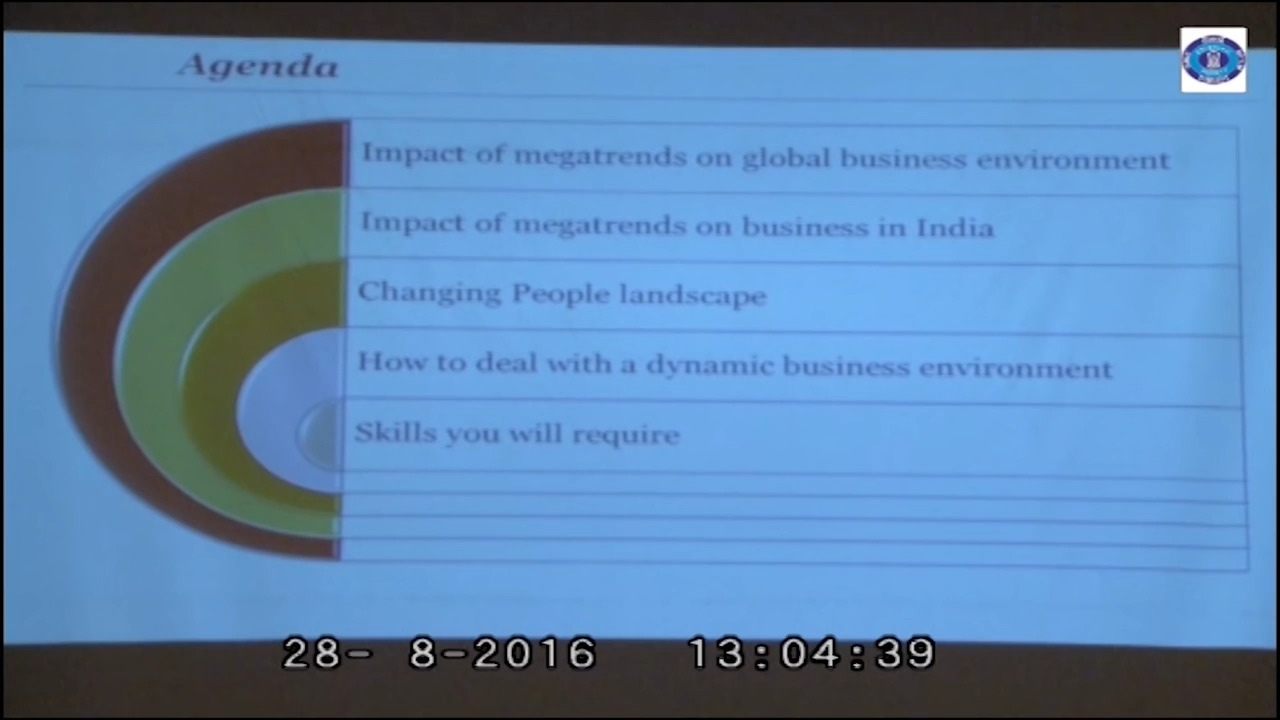 Agenda
Impact of megatrends on global business environment
Impact of megatrends on business in India
Changing People landscape
How to deal with a dynamic business environment
Skills you will require
28- 8-2016 13:04:39